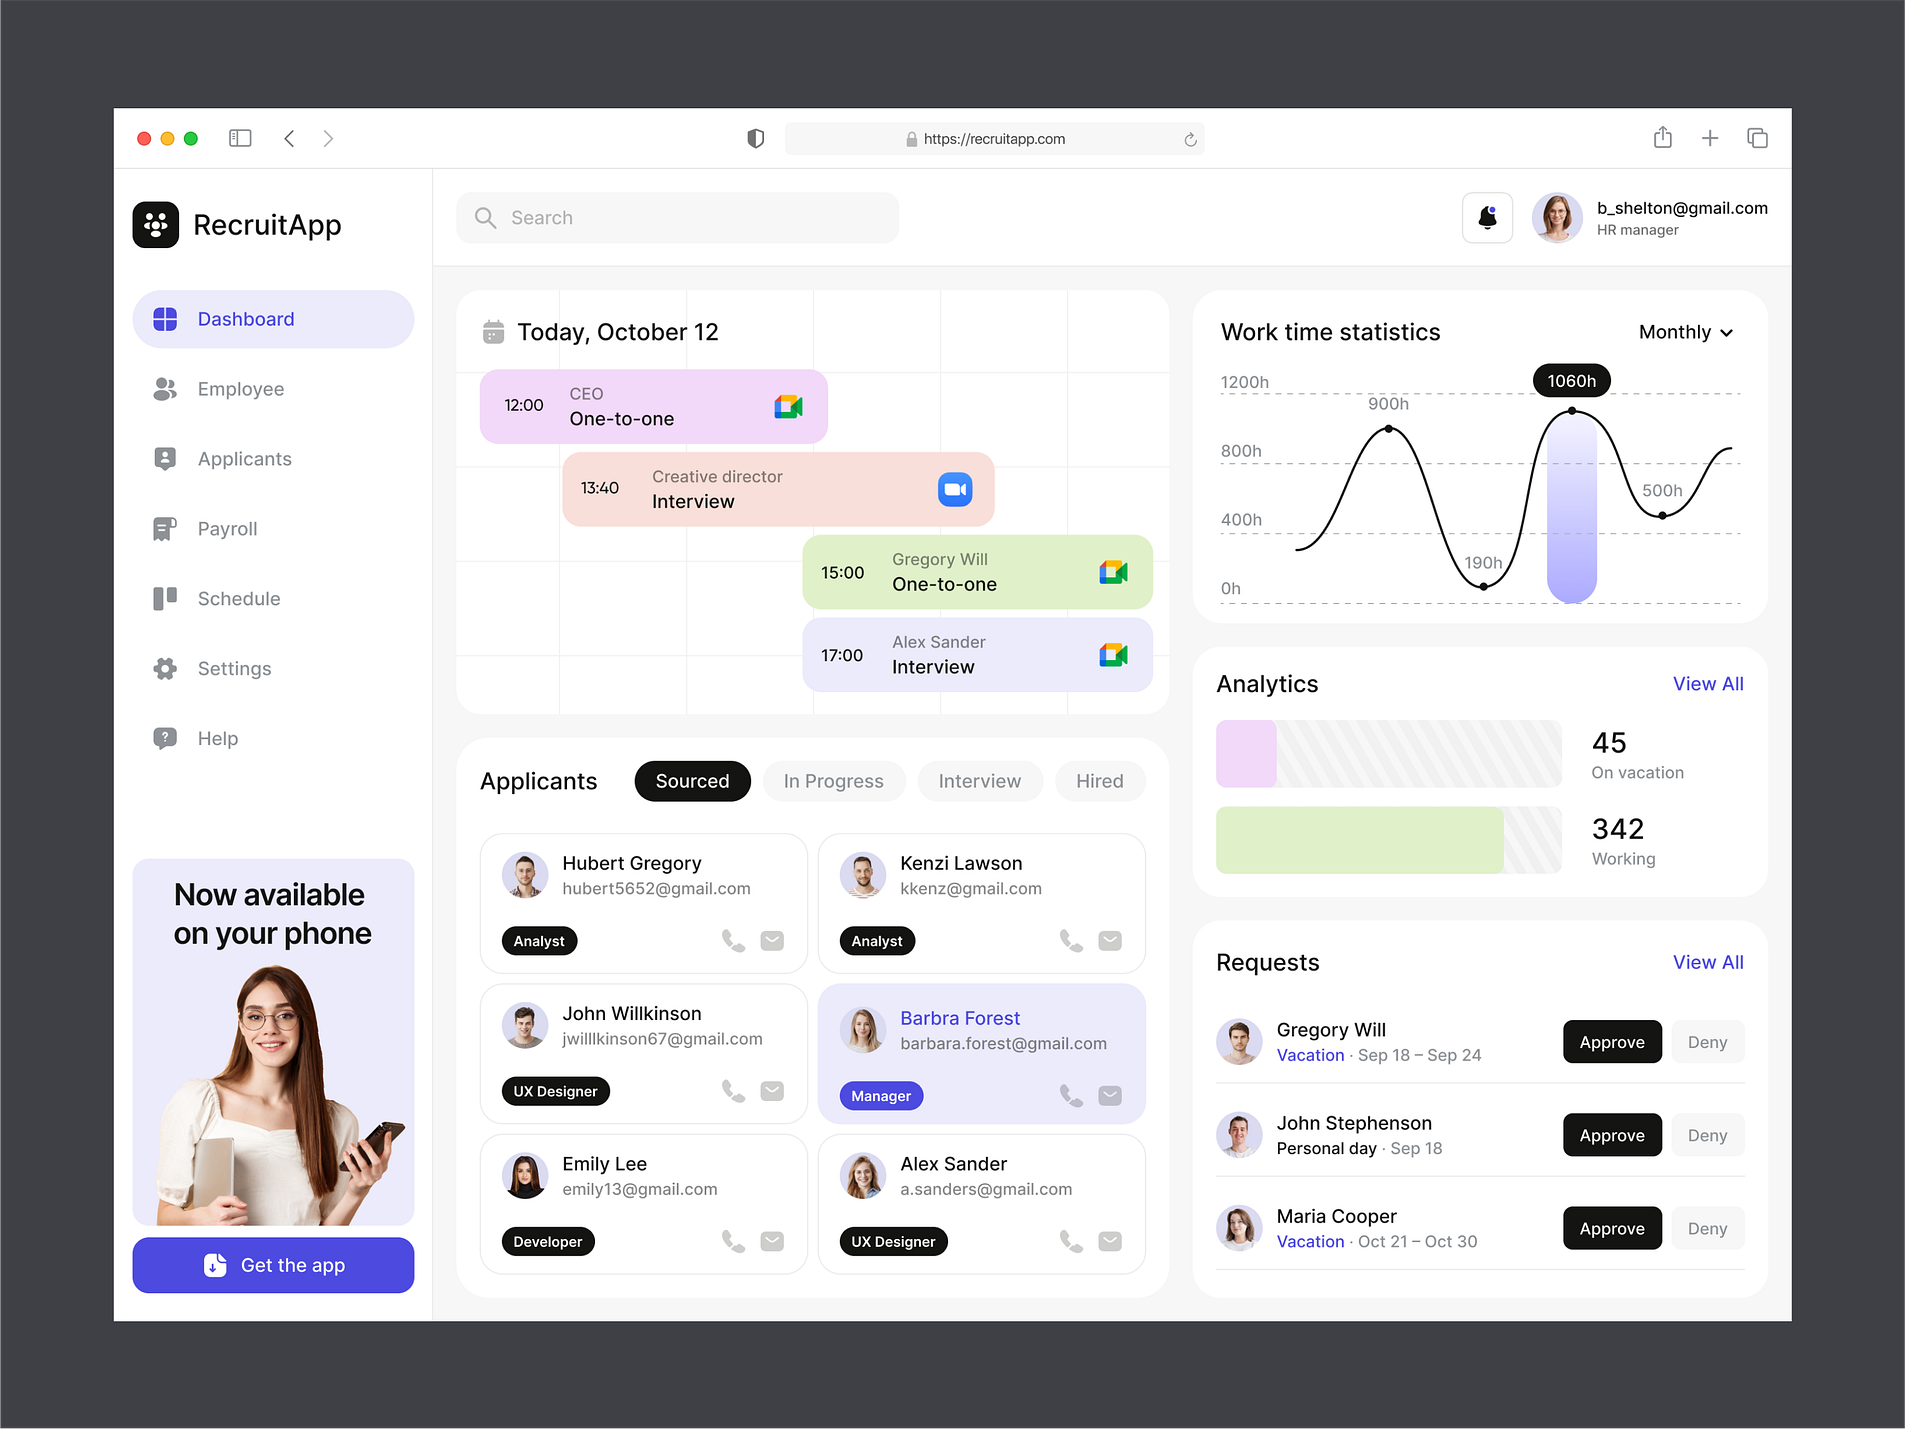 https://recruitapp.com
RecruitApp
Search
b_shelton@gmail.com
HR manager
Dashboard
Employee
Applicants
Payroll
Schedule
Settings
Help
Now available
on your phone
Get the app
Today, October 12
12:00
CEO
One-to-one
13:40
Creative director
Interview
15:00
Gregory Will
One-to-one
17:00
Alex Sander
Interview
Applicants
Sourced
In Progress
Interview
Hired
Hubert Gregory
hubert5652@gmail.com
Analyst
Kenzi Lawson
kkenz@gmail.com
Analyst
John Willkinson
jwilllkinson67@gmail.com
UX Designer
Barbra Forest
barbara.forest@gmail.com
Manager
Emily Lee
emily13@gmail.com
Developer
Alex Sander
a.sanders@gmail.com
UX Designer
Work time statistics
Monthly
1200h
800h
400h
0h
900h
190h
1060h
500h
Analytics
View All
45
On vacation
342
Working
Requests
View All
Gregory Will
Vacation · Sep 18 – Sep 24
Approve
Deny
John Stephenson
Personal day · Sep 18
Approve
Deny
Maria Cooper
Vacation · Oct 21 – Oct 30
Approve
Deny